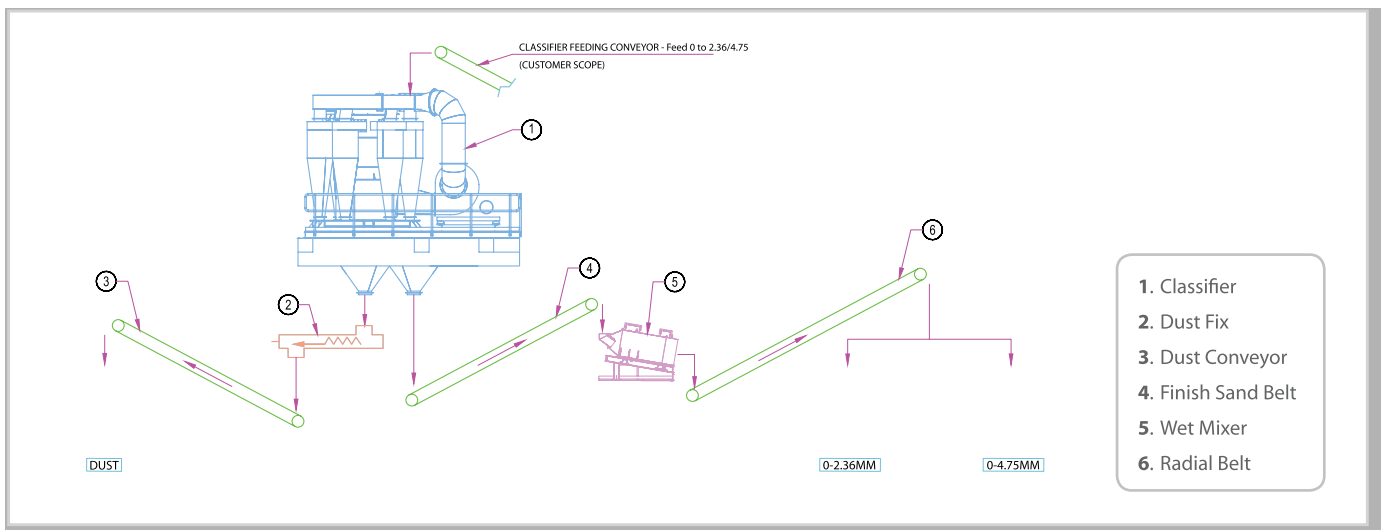 CLASSIFIER FEEDING CONVEYOR - Feed 0 to 2.36/4.75
(CUSTOMER SCOPE)
1
6
4
3
5
2
DUST
0-2.36MM
0-4.75MM
1. Classifier
2. Dust Fix
3. Dust Conveyor
4. Finish Sand Belt
5. Wet Mixer
6. Radial Belt